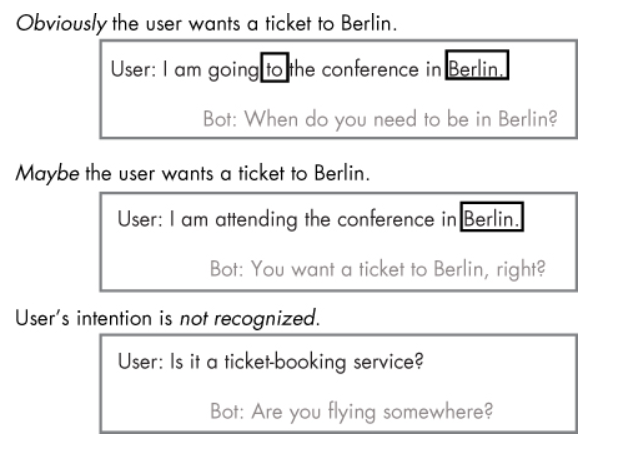 Obviously the user wants a ticket to Berlin.
User: I am going to the conference in Berlin.
Bot: When do you need to be in Berlin?
Maybe the user wants a ticket to Berlin.
User: I am attending the conference in Berlin.
Bot: You want a ticket to Berlin, right?
User's intention is not recognized.
User: Is it a ticket-booking service?
Bot: Are you flying somewhere?